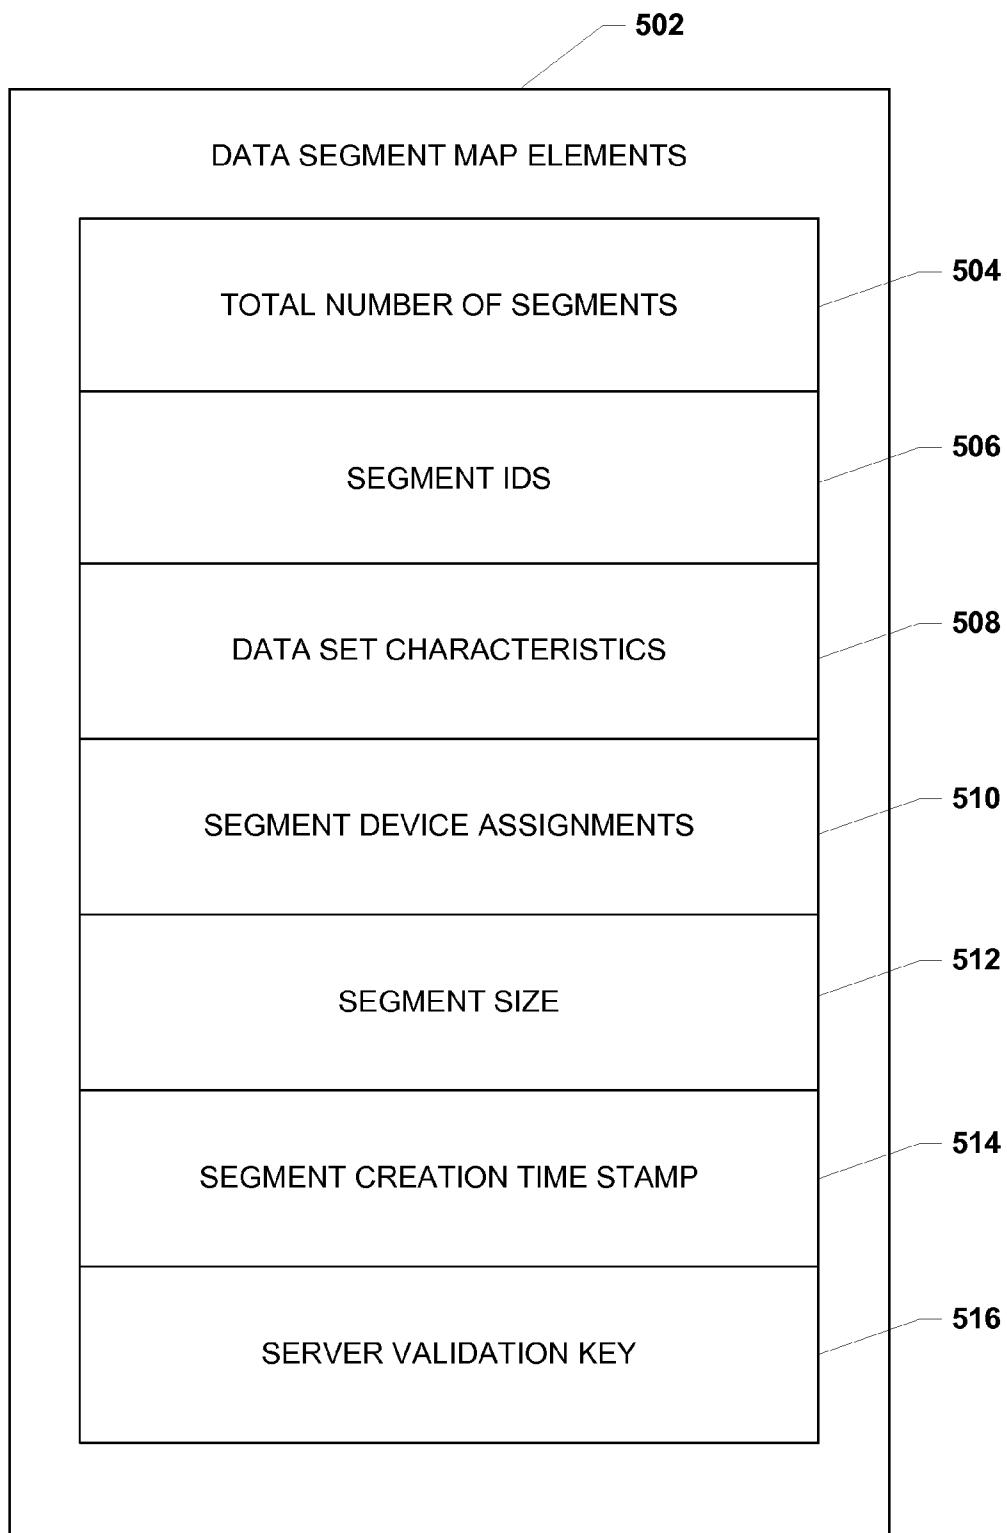 502
DATA SEGMENT MAP ELEMENTS
TOTAL NUMBER OF SEGMENTS
504
SEGMENT IDS
506
DATA SET CHARACTERISTICS
508
SEGMENT DEVICE ASSIGNMENTS
510
SEGMENT SIZE
512
SEGMENT CREATION TIME STAMP
514
SERVER VALIDATION KEY
516